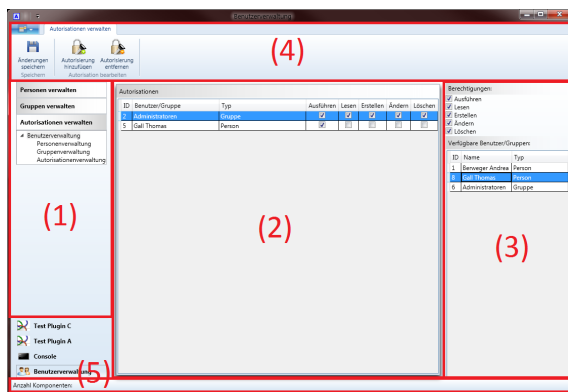 Benutzerverwaltung
Autorisationen verwalten
Änderungen speichern
Autorisierung hinzufügen
Autorisierung entfernen
Speichern
Autorisation bearbeiten
(4)
Personen verwalten
Gruppen verwalten
Autorisationen verwalten
Benutzerverwaltung
Personenverwaltung
Gruppenverwaltung
Autorisationenverwaltung
(1)
Test Plugin C
Test Plugin A
Console
Benutzerverwaltung
(5)
Autorisationen
ID Benutzer/Gruppe Typ Ausführen Lesen Erstellen Ändern Löschen
2 Administratoren Gruppe
5 Gall Thomas Person
(2)
Berechtigungen:
Ausführen
Lesen
Erstellen
Ändern
Löschen
Verfügbare Benutzer/Gruppen:
ID Name Typ
1 Berweger Andrea Person
8 Gall Thomas Person
6 Administratoren Gruppe
(3)
Anzahl Komponenten: